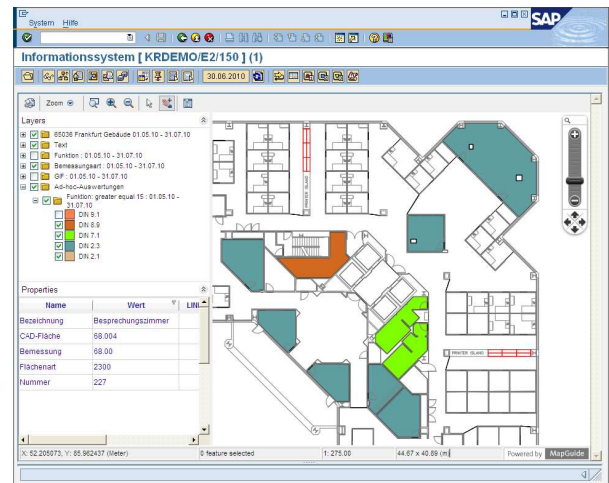 System Hilfe
SAP
Informationssystem [ KRDEMO/E2/150 ] (1)
30.06.2010
Zoom
Layers
65036 Frankfurt Gebäude 01.05.10 - 31.07.10
Text
Funktion : 01.05.10 - 31.07.10
Bemessungsart : 01.05.10 - 31.07.10
GIF : 01.05.10 - 31.07.10
Ad-hoc-Auswertungen
Funktion: greater equal 15 : 01.05.10 -
31.07.10
DIN 9.1
DIN 8.9
DIN 7.1
DIN 2.3
DIN 2.1
PRINTER ISLAND
PRINTER ISLAND
Properties
Name Wert
Bezeichnung Besprechungszimmer
CAD-Fläche 68.004
Bemessung 68.00
Flächenart 2300
Nummer 227
X: 52.205073, Y: 85.962437 (Meter) 0 feature selected 1: 275.00 44.67 x 40.89 (m) Powered by MapGuide